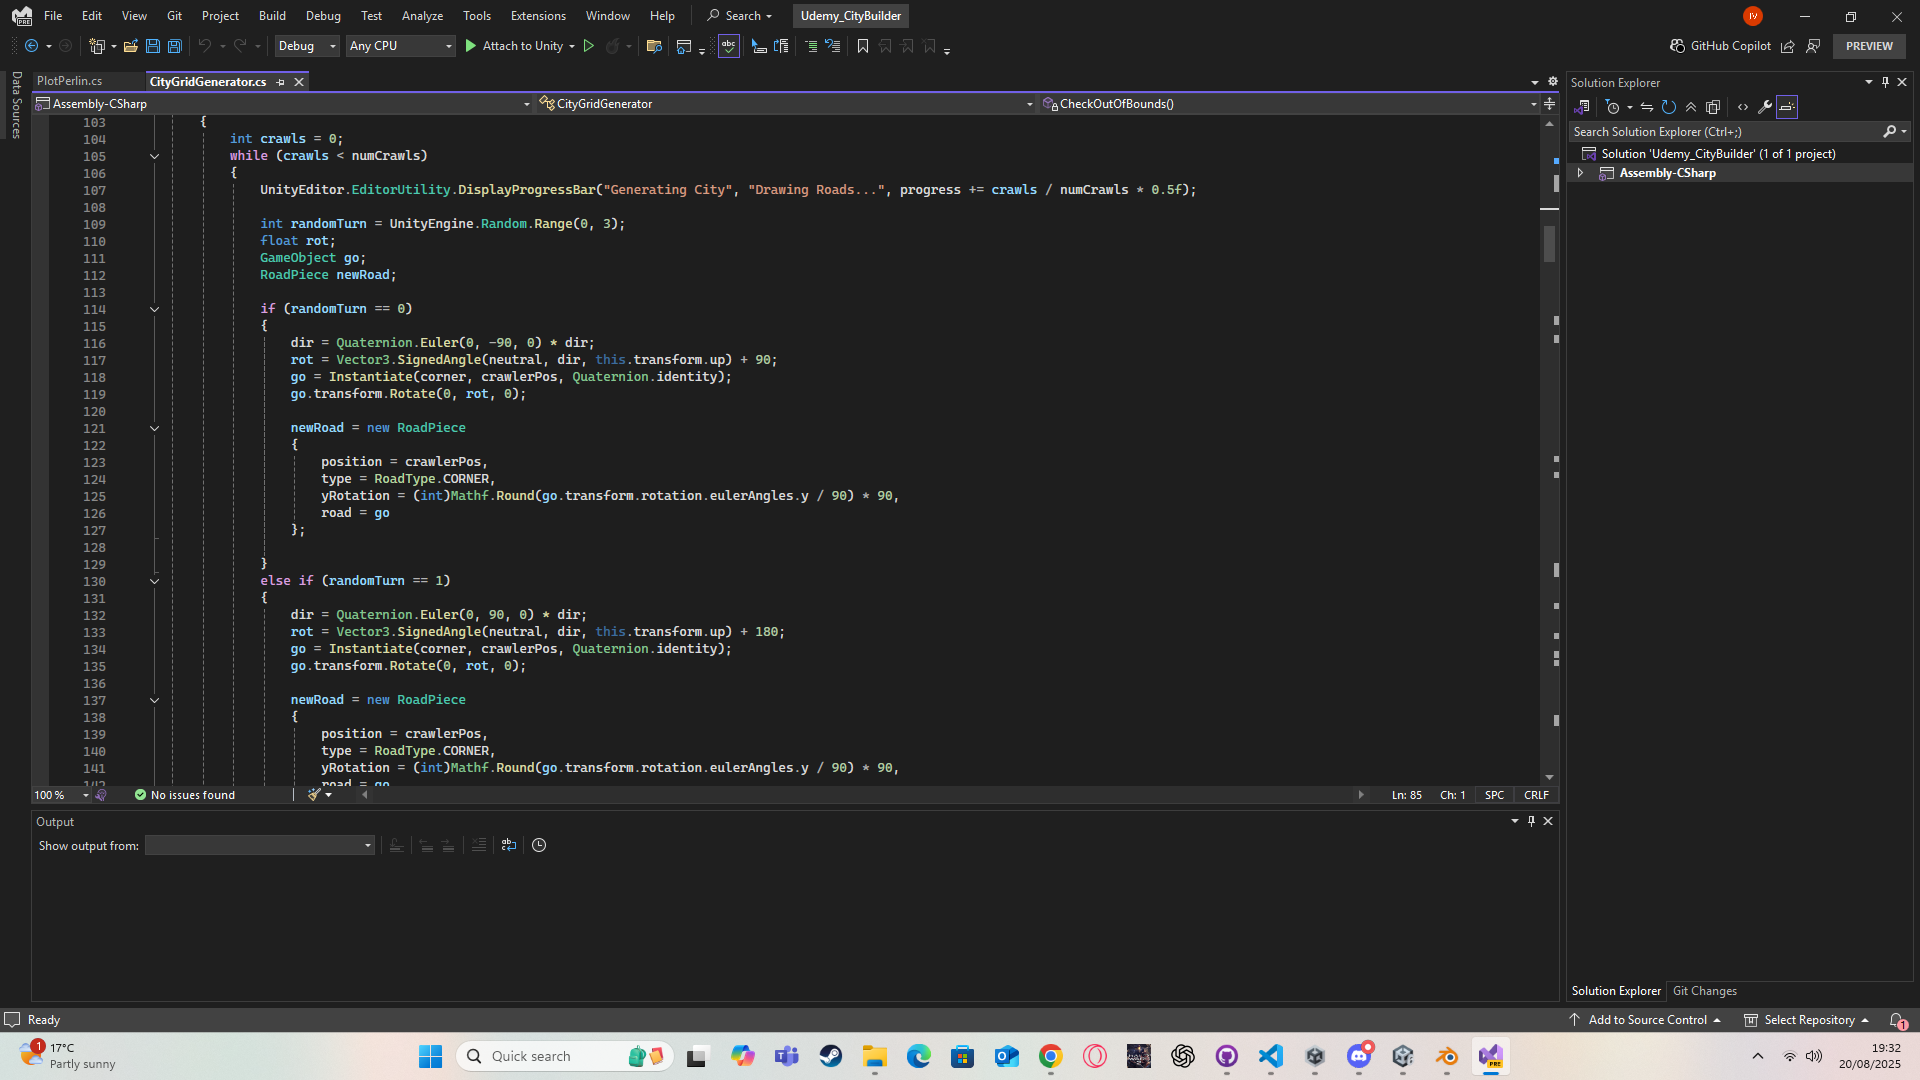 File Edit View Git Project Build Debug Test Analyze Tools Extensions Window Help Search Udemy_CityBuilder IV
Debug Any CPU Attach to Unity GitHub Copilot PREVIEW
Data Sources
PlotPerlin.cs CityGridGenerator.cs
Assembly-CSharp CityGridGenerator CheckOutOfBounds()
103 {
104 int crawls = 0;
105 while (crawls < numCrawls)
106 {
107 UnityEditor.EditorUtility.DisplayProgressBar("Generating City", "Drawing Roads...", progress += crawls / numCrawls * 0.5f);
108
109 int randomTurn = UnityEngine.Random.Range(0, 3);
110 float rot;
111 GameObject go;
112 RoadPiece newRoad;
113
114 if (randomTurn == 0)
115 {
116 dir = Quaternion.Euler(0, -90, 0) * dir;
117 rot = Vector3.SignedAngle(neutral, dir, this.transform.up) + 90;
118 go = Instantiate(corner, crawlerPos, Quaternion.identity);
119 go.transform.Rotate(0, rot, 0);
120
121 newRoad = new RoadPiece
122 {
123 position = crawlerPos,
124 type = RoadType.CORNER,
125 yRotation = (int)Mathf.Round(go.transform.rotation.eulerAngles.y / 90) * 90,
126 road = go
127 };
128
129 }
130 else if (randomTurn == 1)
131 {
132 dir = Quaternion.Euler(0, 90, 0) * dir;
133 rot = Vector3.SignedAngle(neutral, dir, this.transform.up) + 180;
134 go = Instantiate(corner, crawlerPos, Quaternion.identity);
135 go.transform.Rotate(0, rot, 0);
136
137 newRoad = new RoadPiece
138 {
139 position = crawlerPos,
140 type = RoadType.CORNER,
141 yRotation = (int)Mathf.Round(go.transform.rotation.eulerAngles.y / 90) * 90,
142 road = go
100 % No issues found Ln: 85 Ch: 1 SPC CRLF
Output
Show output from:
Solution Explorer
Search Solution Explorer (Ctrl+;)
Solution 'Udemy_CityBuilder' (1 of 1 project)
Assembly-CSharp
Solution Explorer Git Changes
Ready Add to Source Control Select Repository 1
1 17°C
Partly sunny
Quick search
PRE
19:32
20/08/2025